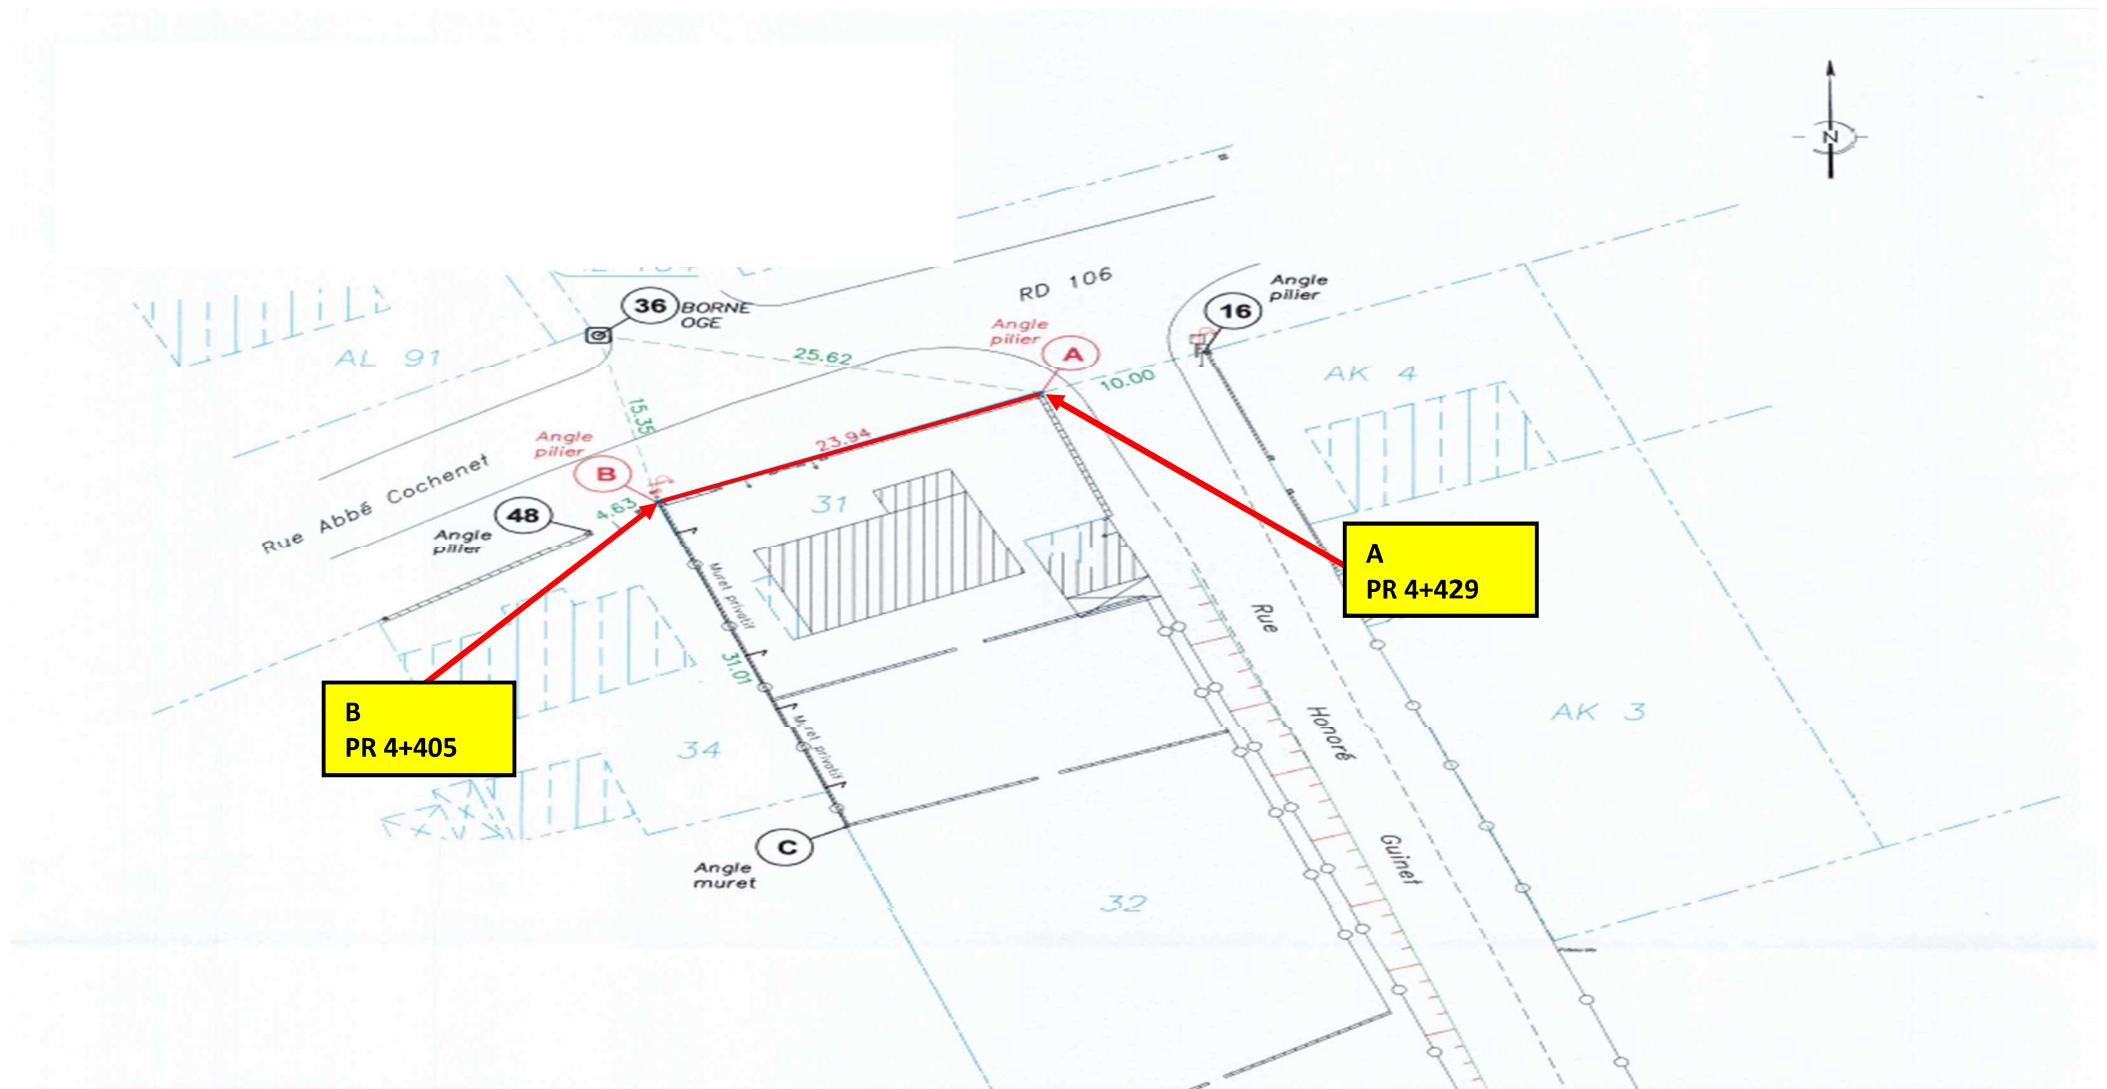 N
RD 106
Angle
pilier
16
36
BORNE
OGE
Angle
pilier
A
AL 91
25.62
10.00
AK 4
15.35
Angle
pilier
B
23.94
Rue Abbé Cochenet
48
4.63
31
Angle
pilier
A
PR 4+429
Muret privatif
Rue
Honoré
Guinet
31.01
B
PR 4+405
Muret privatif
34
AK 3
C
Angle
muret
32